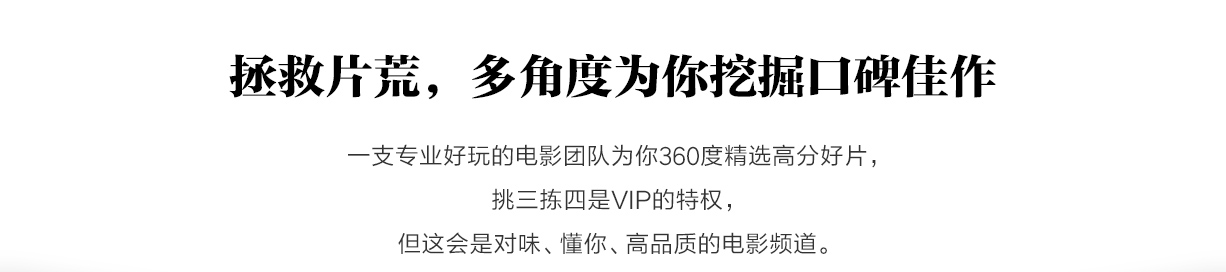 拯救片荒，多角度为你挖掘口碑佳作
一支专业好玩的电影团队为你360度精选高分好片，
挑三拣四是VIP的特权，
但这会是对味、懂你、高品质的电影频道。